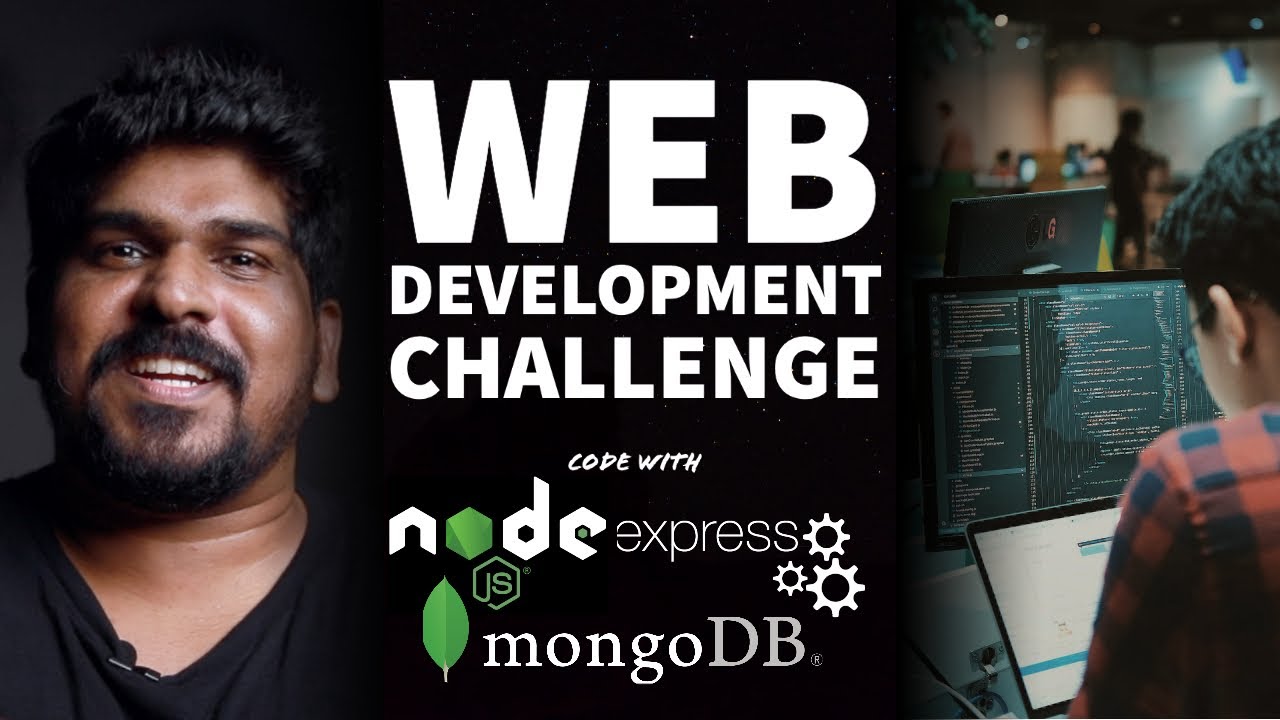 WEB
DEVELOPMENT
CHALLENGE
CODE WITH
node express
JS®
mongoDB®
G